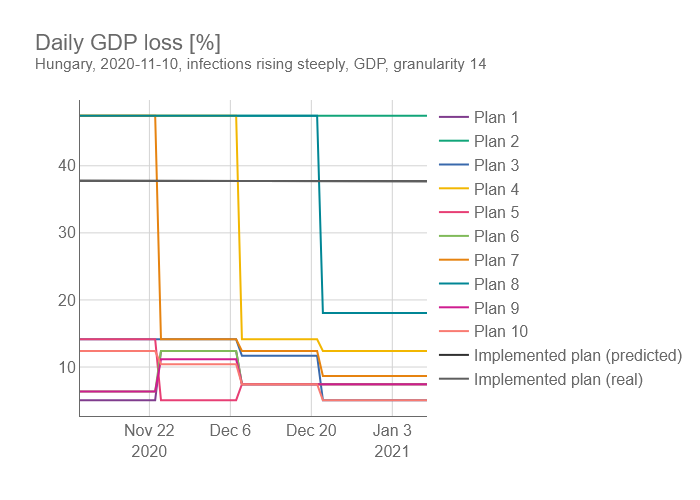 Daily GDP loss [%]
Hungary, 2020-11-10, infections rising steeply, GDP, granularity 14
40
30
20
10
Nov 22
2020
Dec 6
Dec 20
Jan 3
2021
Plan 1
Plan 2
Plan 3
Plan 4
Plan 5
Plan 6
Plan 7
Plan 8
Plan 9
Plan 10
Implemented plan (predicted)
Implemented plan (real)